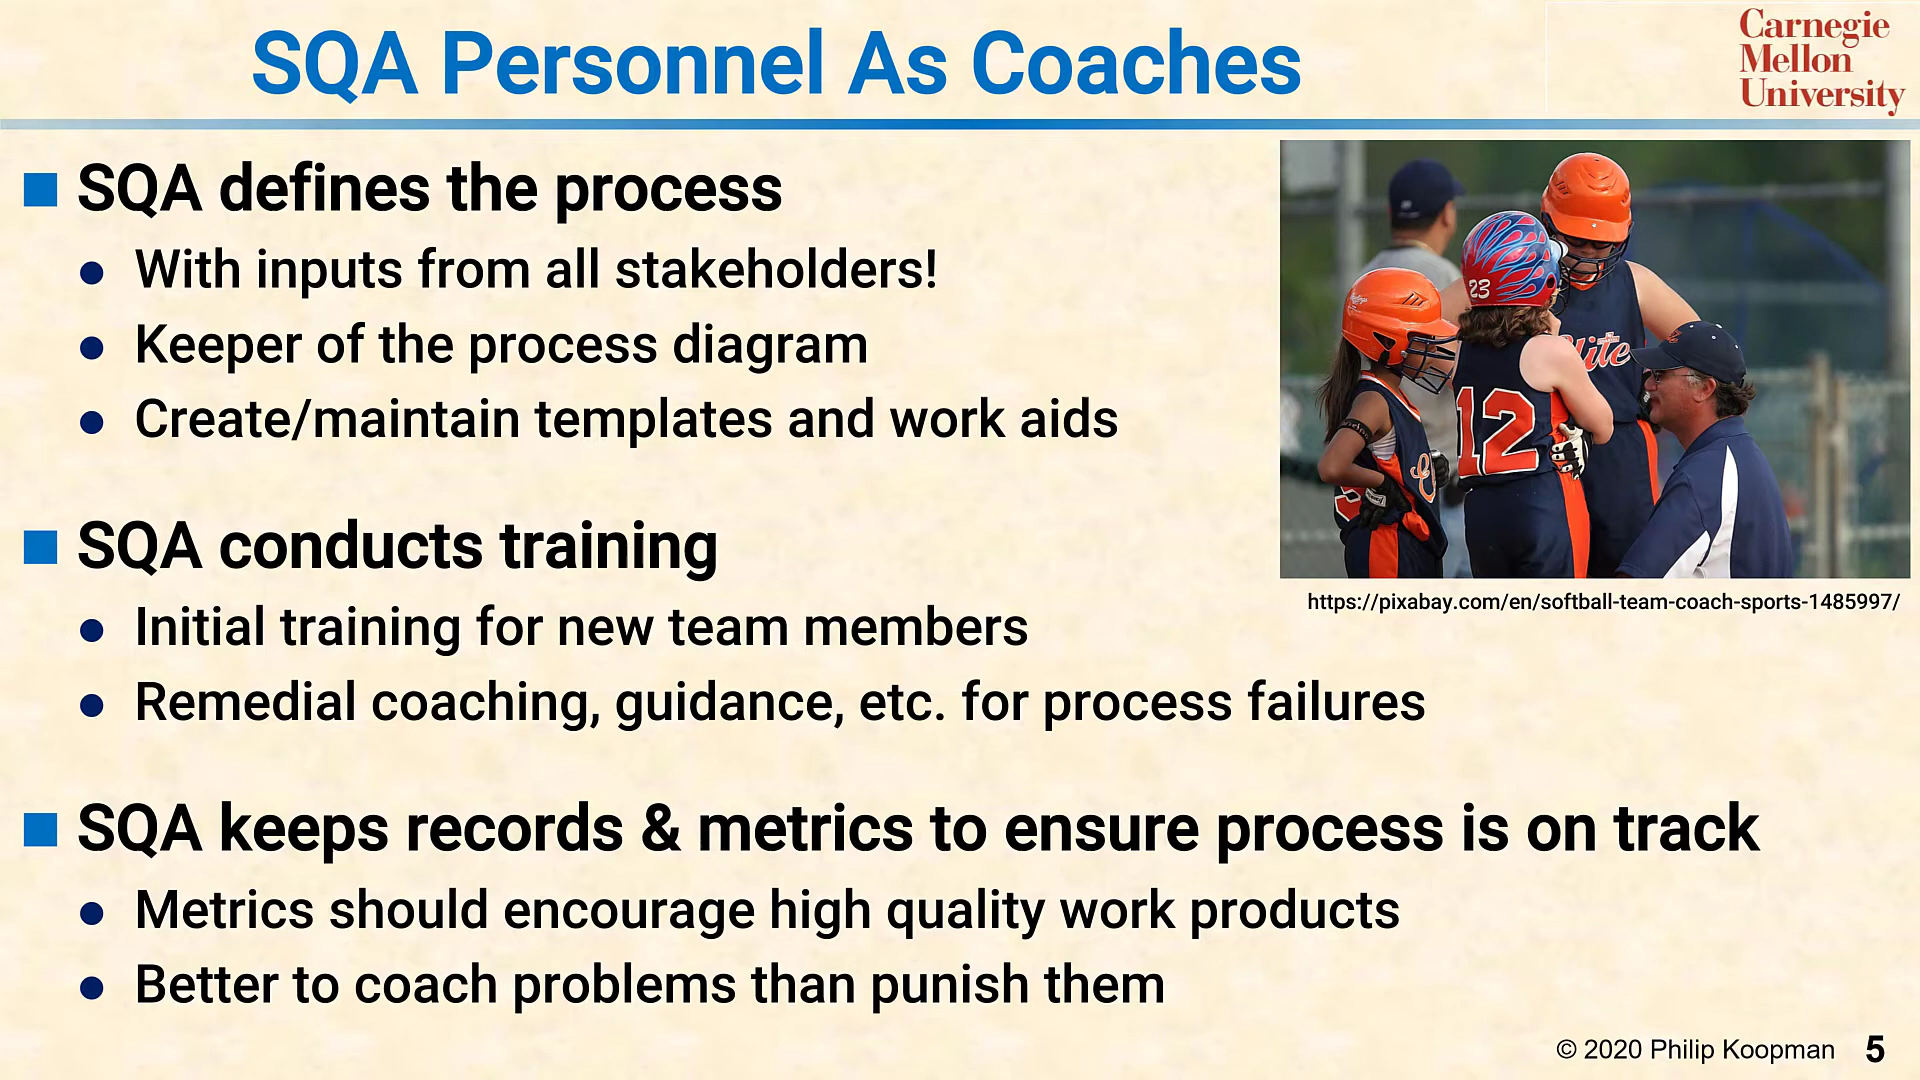 SQA Personnel As Coaches
Carnegie
Mellon
University
SQA defines the process
With inputs from all stakeholders!
Keeper of the process diagram
Create/maintain templates and work aids
23
12
https://pixabay.com/en/softball-team-coach-sports-1485997/
SQA conducts training
Initial training for new team members
Remedial coaching, guidance, etc. for process failures
SQA keeps records & metrics to ensure process is on track
Metrics should encourage high quality work products
Better to coach problems than punish them
© 2020 Philip Koopman 5